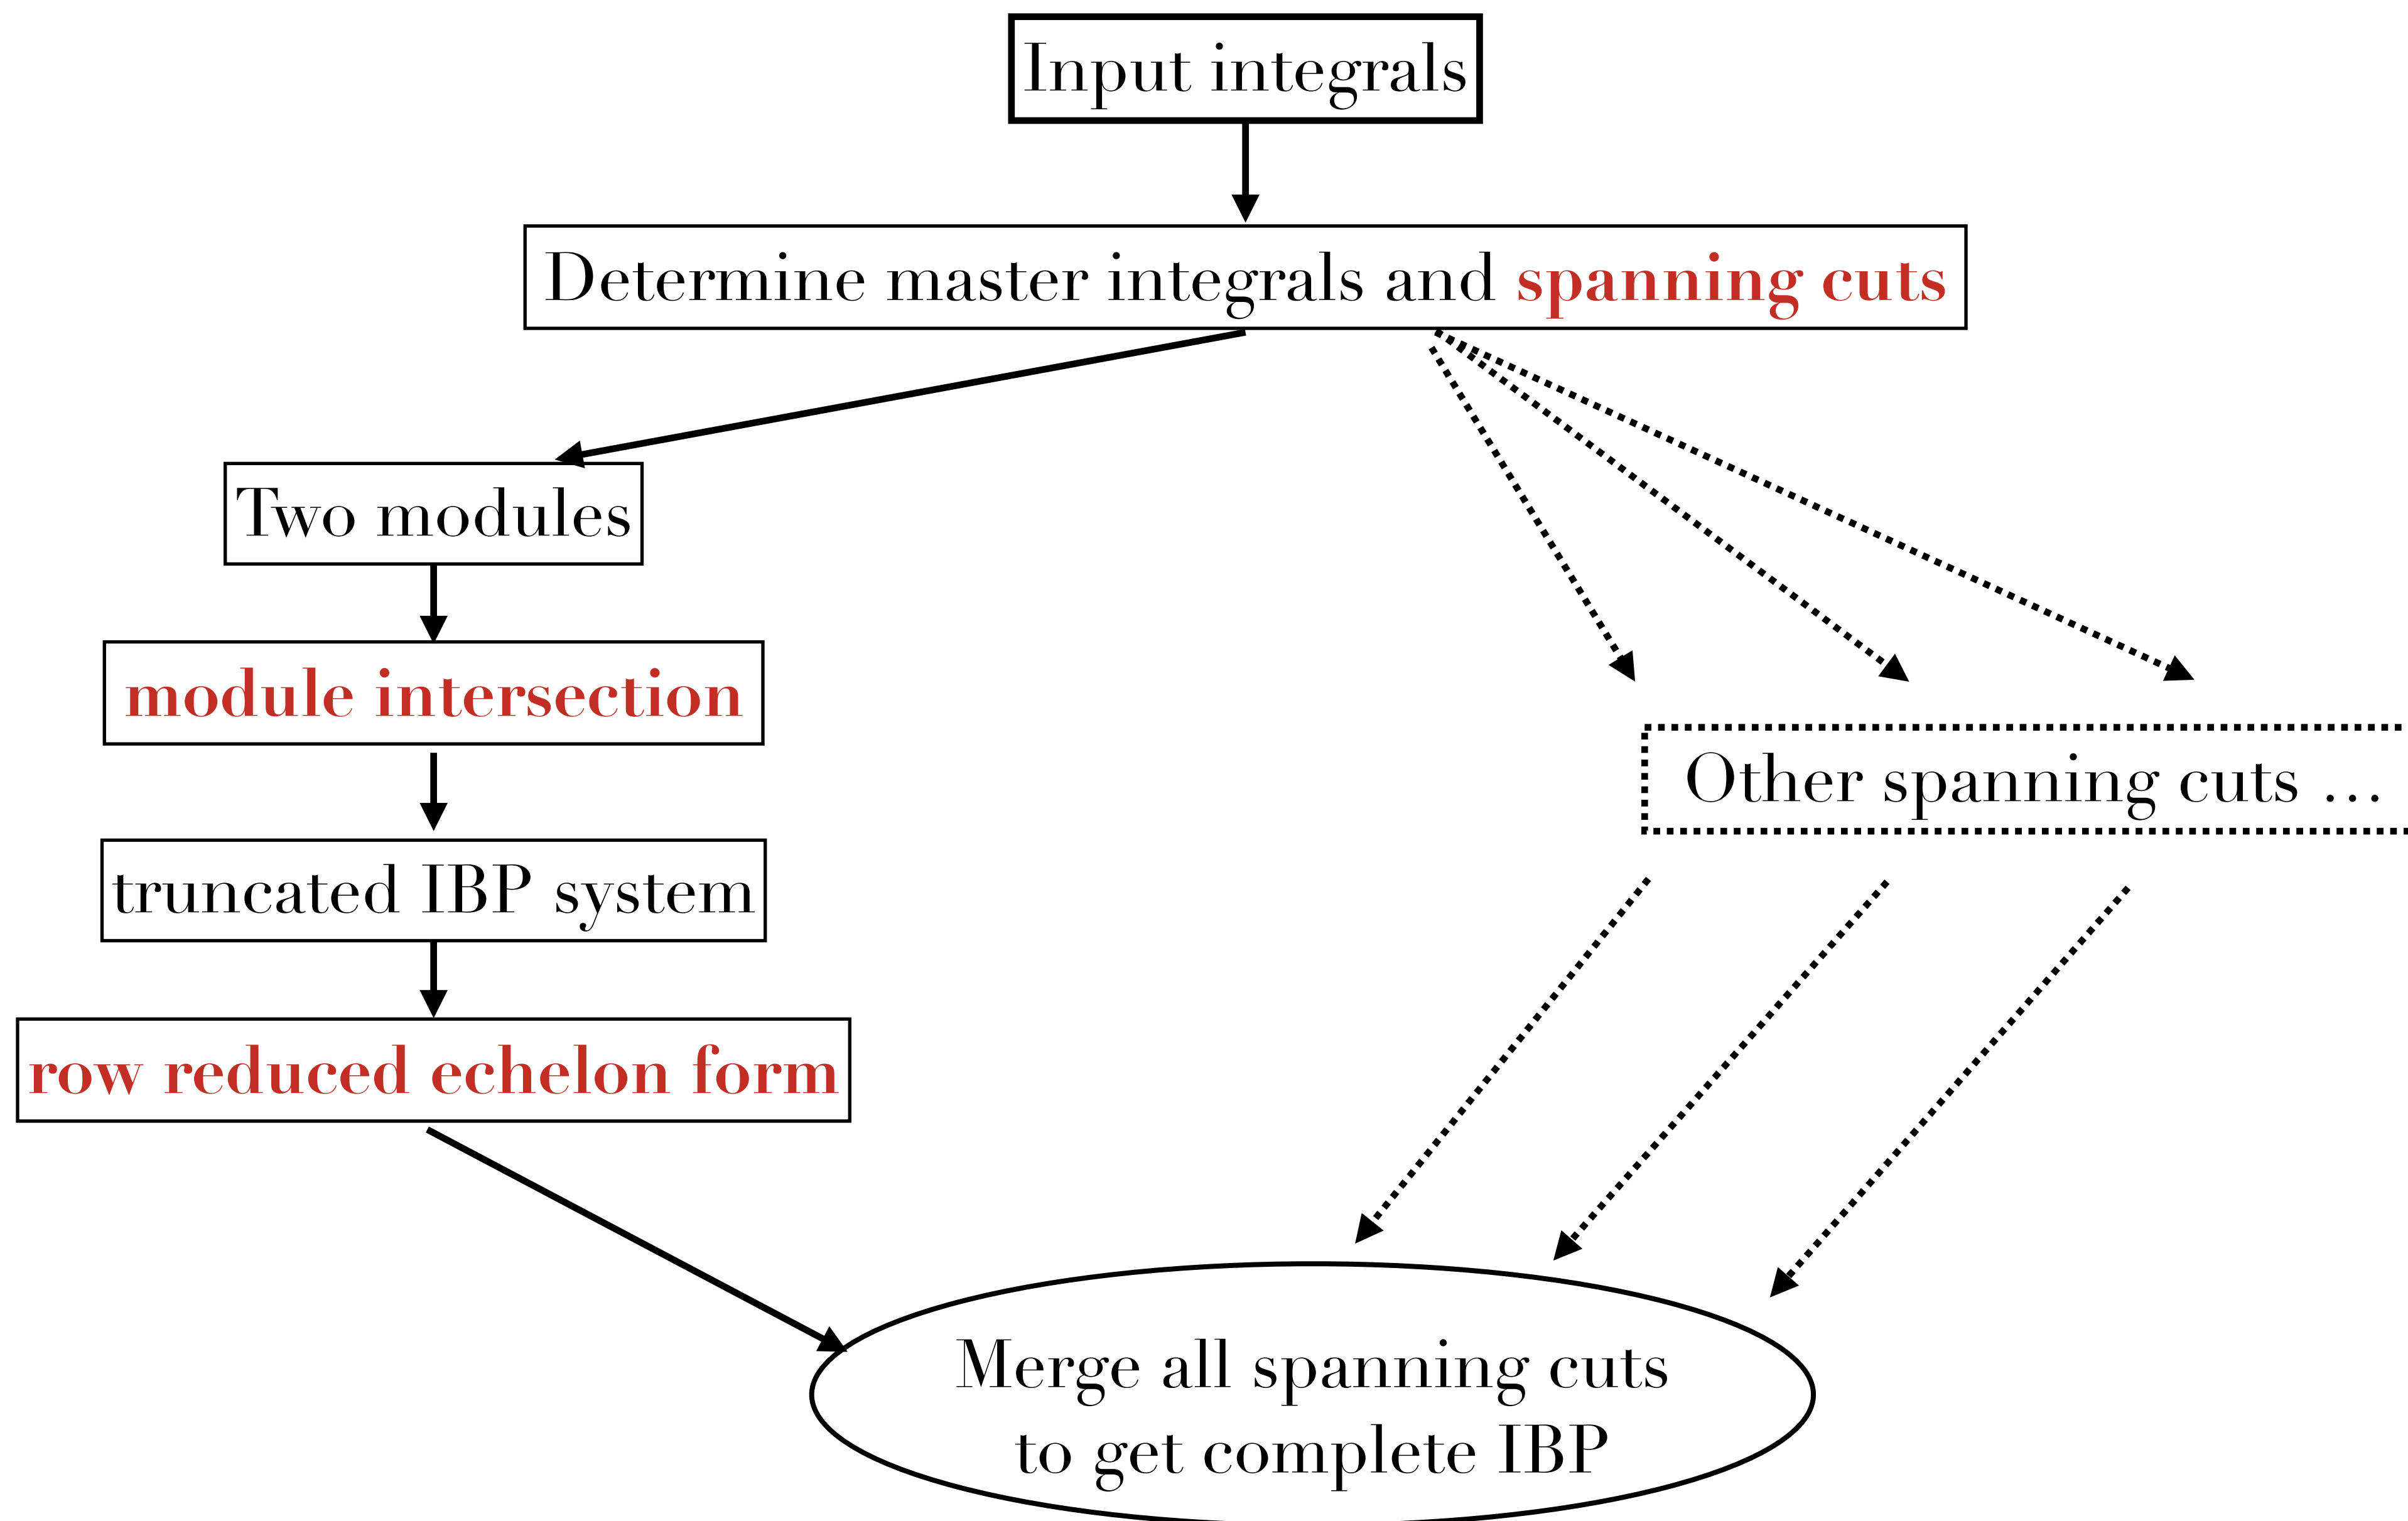 Input integrals
Determine master integrals and spanning cuts
Two modules
module intersection
Other spanning cuts ...
truncated IBP system
row reduced echelon form
Merge all spanning cuts
to get complete IBP